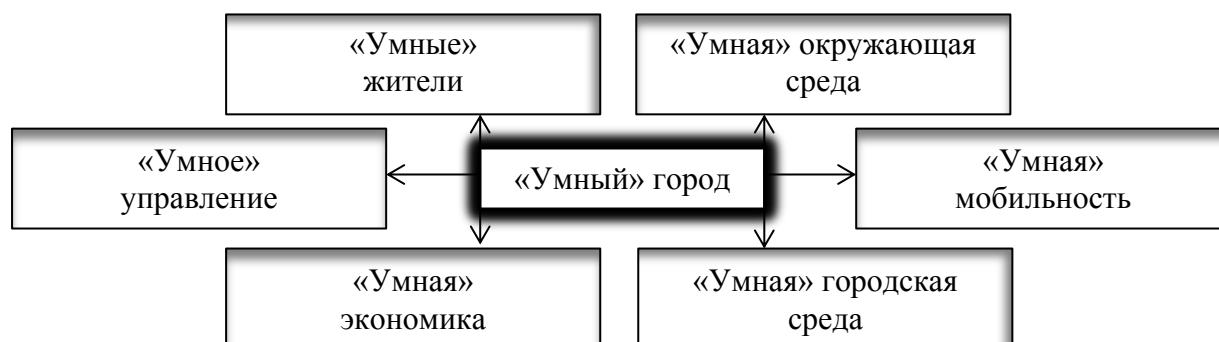 «Умные»
жители
«Умная» окружающая
среда
«Умное»
управление
«Умный» город
«Умная»
мобильность
«Умная»
экономика
«Умная» городская
среда